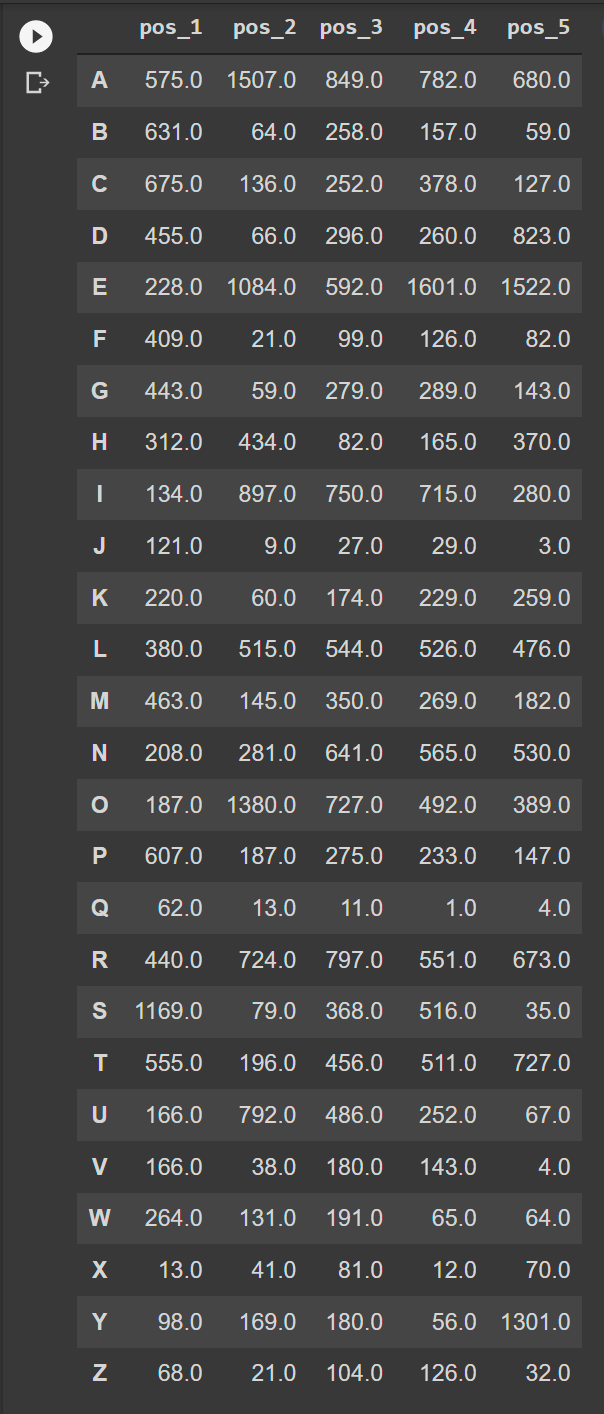 pos_1 pos_2 pos_3 pos_4 pos_5
A 575.0 1507.0 849.0 782.0 680.0
B 631.0 64.0 258.0 157.0 59.0
C 675.0 136.0 252.0 378.0 127.0
D 455.0 66.0 296.0 260.0 823.0
E 228.0 1084.0 592.0 1601.0 1522.0
F 409.0 21.0 99.0 126.0 82.0
G 443.0 59.0 279.0 289.0 143.0
H 312.0 434.0 82.0 165.0 370.0
I 134.0 897.0 750.0 715.0 280.0
J 121.0 9.0 27.0 29.0 3.0
K 220.0 60.0 174.0 229.0 259.0
L 380.0 515.0 544.0 526.0 476.0
M 463.0 145.0 350.0 269.0 182.0
N 208.0 281.0 641.0 565.0 530.0
O 187.0 1380.0 727.0 492.0 389.0
P 607.0 187.0 275.0 233.0 147.0
Q 62.0 13.0 11.0 1.0 4.0
R 440.0 724.0 797.0 551.0 673.0
S 1169.0 79.0 368.0 516.0 35.0
T 555.0 196.0 456.0 511.0 727.0
U 166.0 792.0 486.0 252.0 67.0
V 166.0 38.0 180.0 143.0 4.0
W 264.0 131.0 191.0 65.0 64.0
X 13.0 41.0 81.0 12.0 70.0
Y 98.0 169.0 180.0 56.0 1301.0
Z 68.0 21.0 104.0 126.0 32.0